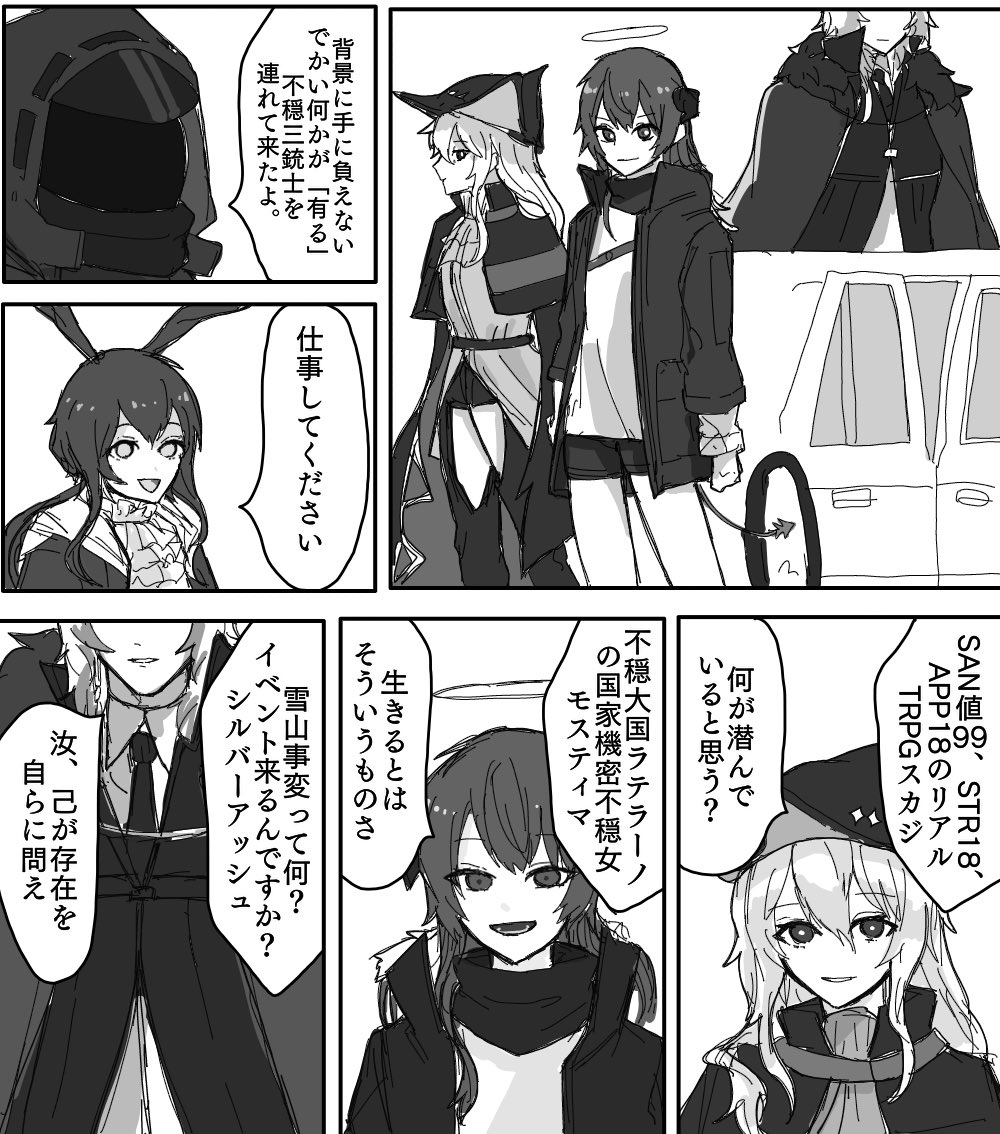 背景に手に負えない
でかい何かが「有る」
不穏三銃士を
連れて来たよ。
仕事してください
SAN値99、STR18、
APP18のリアル
TRPGスカジ
何が潜んで
いると思う?
不穏大国ラテラーノ
の国家機密不穏女
モスティマ
生きるとは
そういうものさ
雪山事変って何?
イベント来るんですか?
シルバーアッシュ
汝、己が存在を
自らに問え